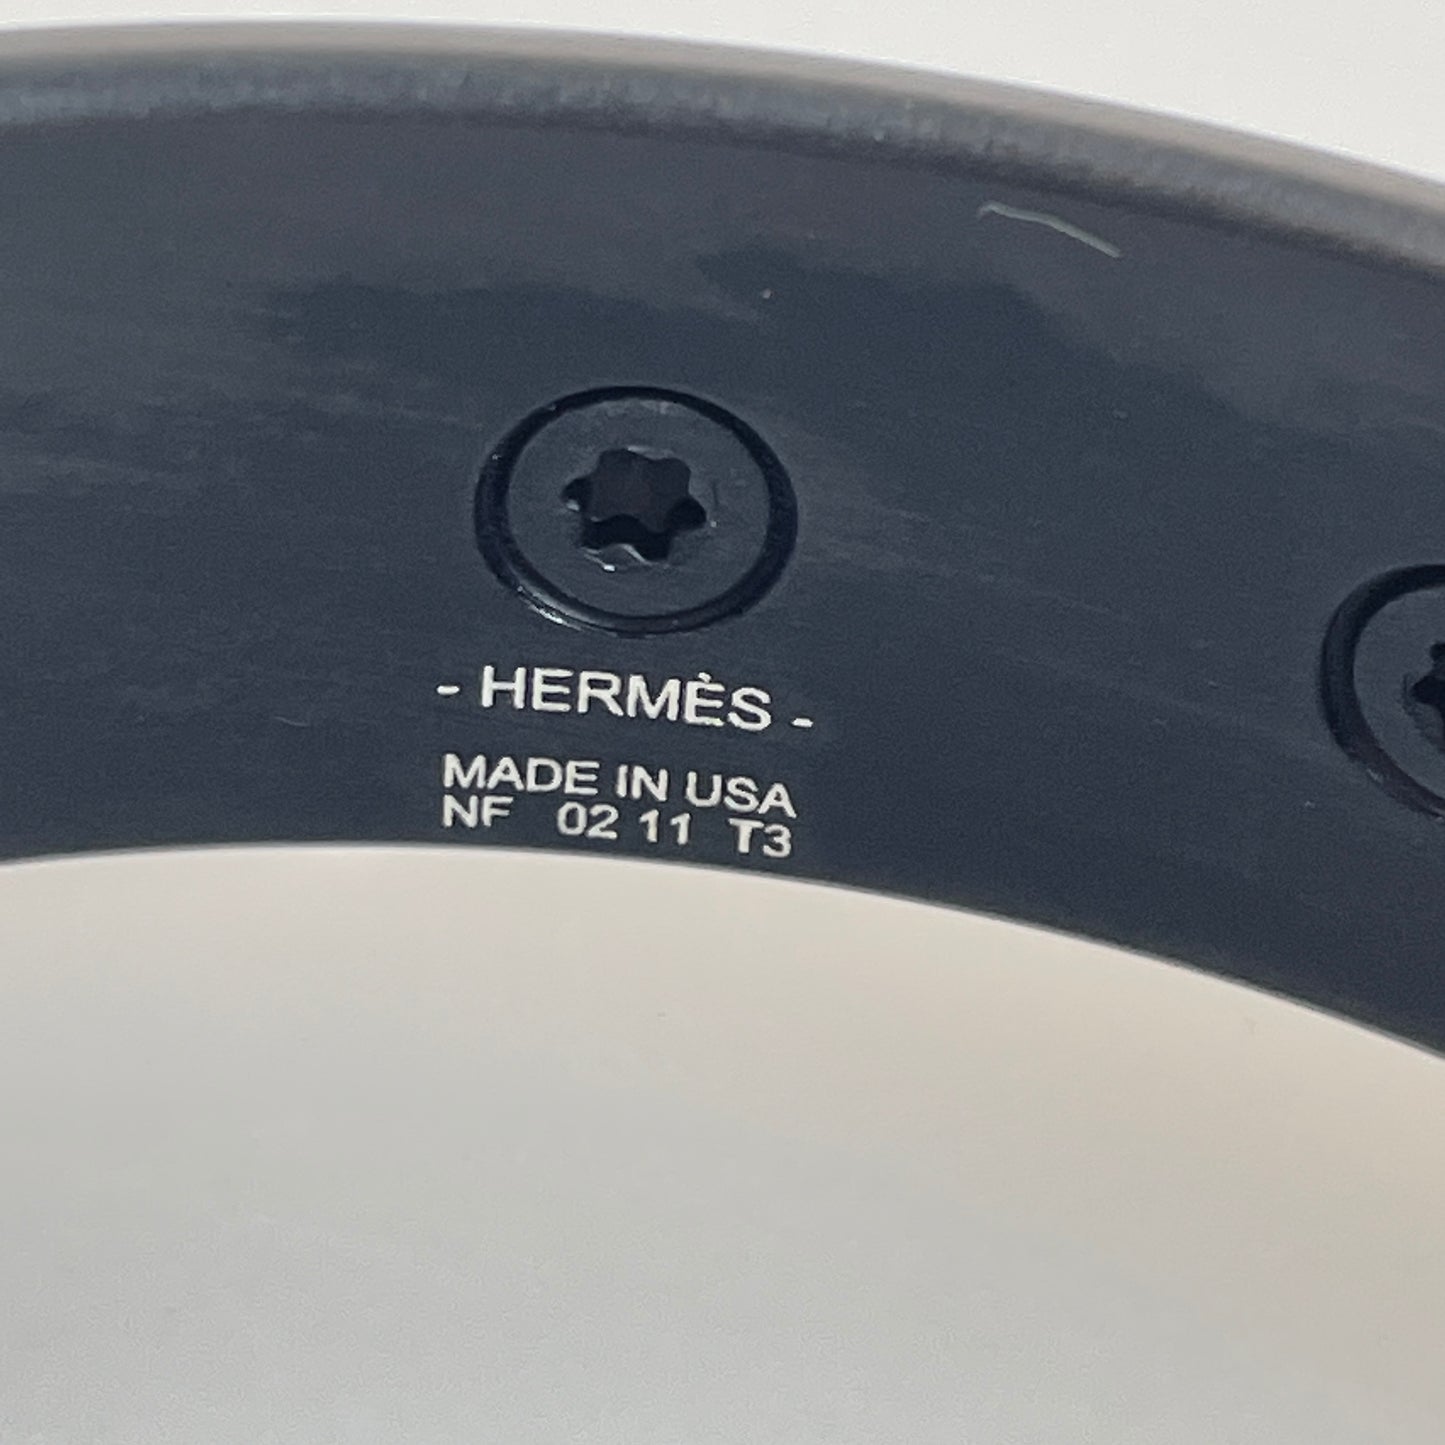 - HERMÈS -
MADE IN USA
NF 02 11 T3